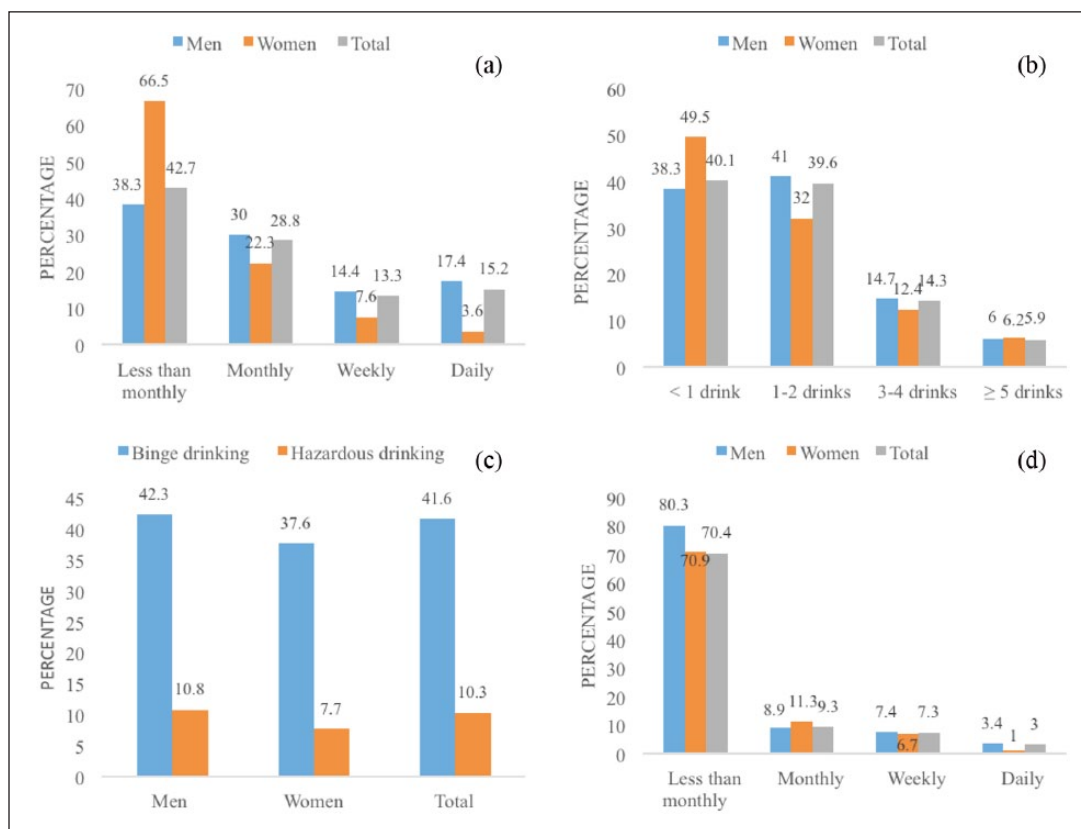 Men Women Total
(a)
PERCENTAGE
70
60
50
40
30
20
10
0
38.3 66.5 42.7
30 22.3 28.8
14.4 7.6 13.3
17.4 3.6 15.2
Less than
monthly
Monthly
Weekly
Daily
Men Women Total
(b)
PERCENTAGE
60
50
40
30
20
10
0
38.3 49.5 40.1
41 32 39.6
14.7 12.4 14.3
6 6.2 5.9
< 1 drink
1-2 drinks
3-4 drinks
≥ 5 drinks
Binge drinking Hazardous drinking
(c)
PERCENTAGE
45
40
35
30
25
20
15
10
5
0
42.3 10.8
37.6 7.7
41.6 10.3
Men
Women
Total
Men Women Total
(d)
PERCENTAGE
90
80
70
60
50
40
30
20
10
0
80.3 70.9 70.4
8.9 11.3 9.3
7.4 6.7 7.3
3.4 1 3
Less than
monthly
Monthly
Weekly
Daily